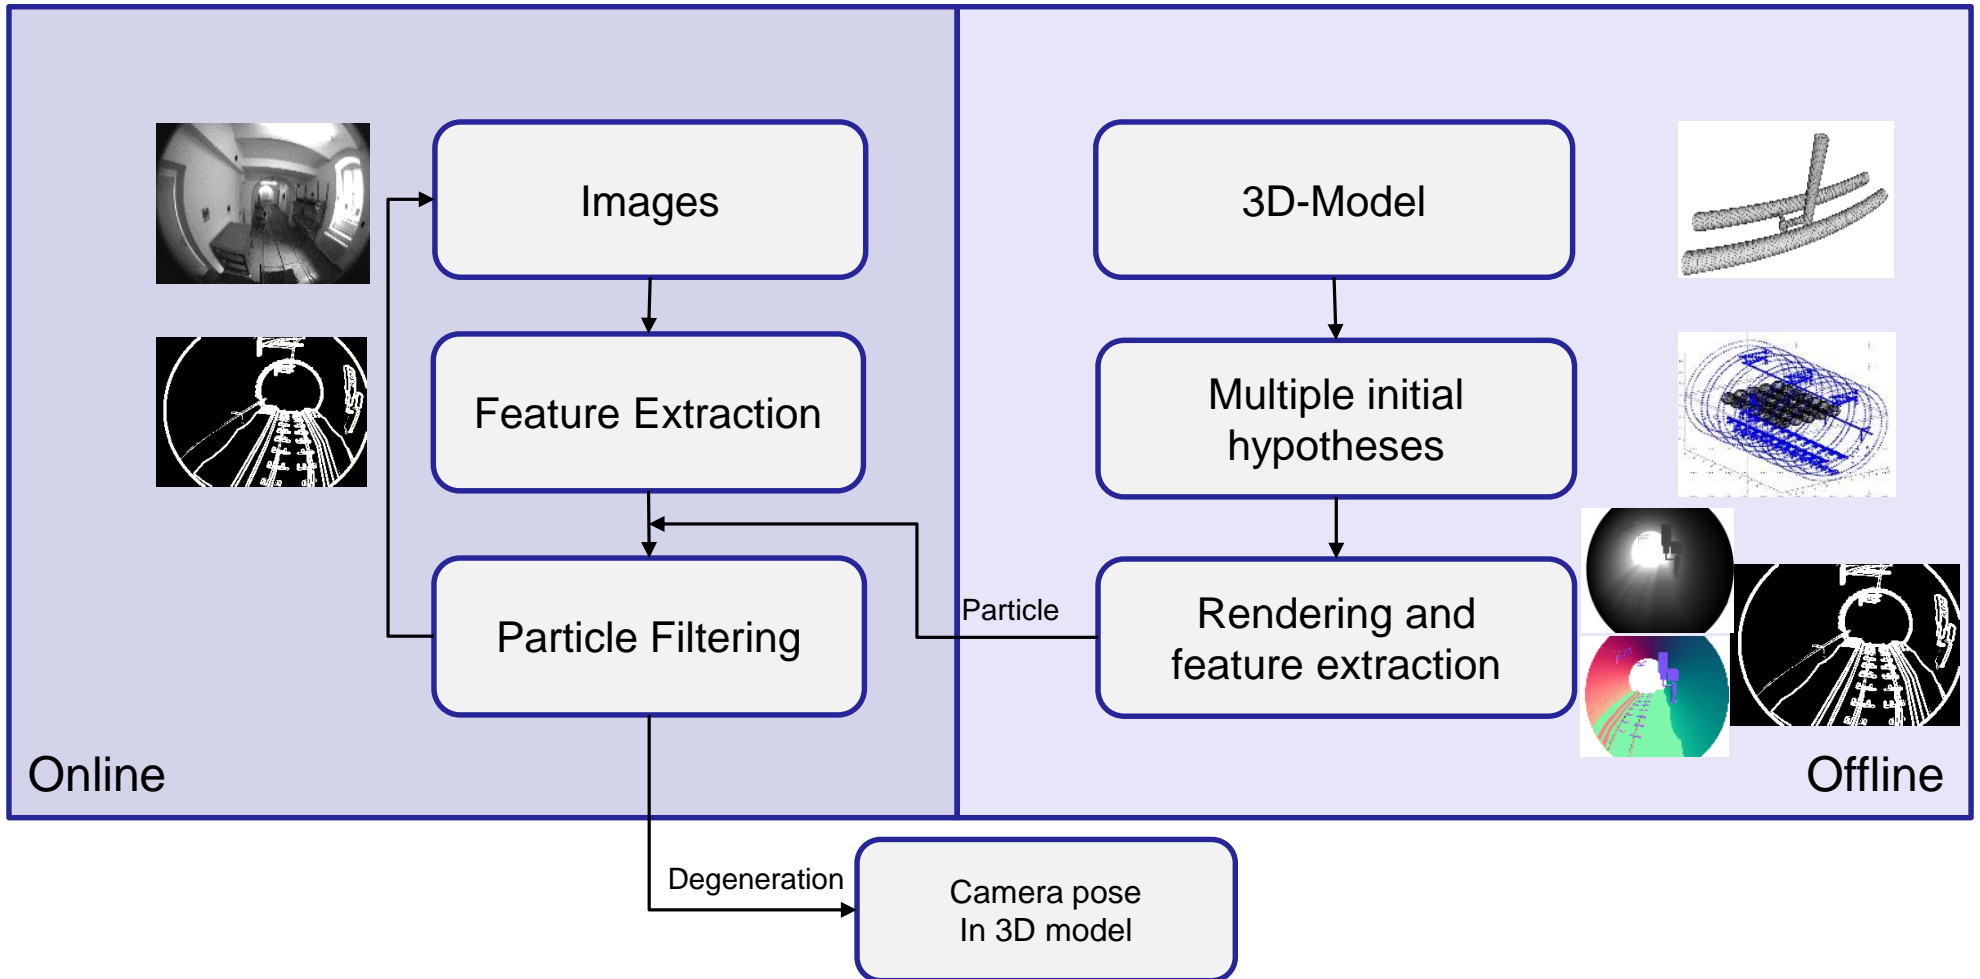 Images
3D-Model
Feature Extraction
Multiple initial
hypotheses
Particle Filtering
Particle
Rendering and
feature extraction
Online
Offline
Degeneration
Camera pose
In 3D model